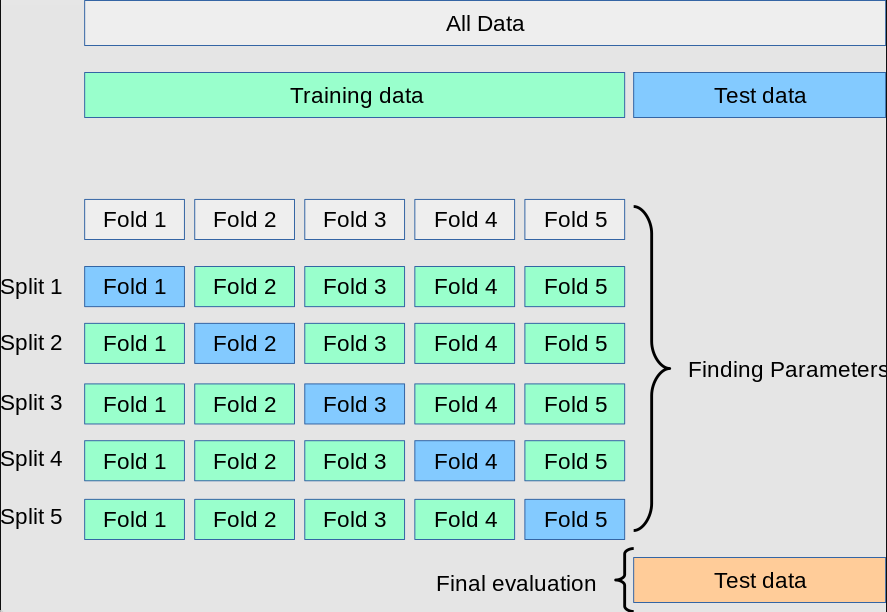 All Data
Training data Test data
Fold 1 Fold 2 Fold 3 Fold 4 Fold 5
Split 1 Fold 1 Fold 2 Fold 3 Fold 4 Fold 5
Split 2 Fold 1 Fold 2 Fold 3 Fold 4 Fold 5
Finding Parameters
Split 3 Fold 1 Fold 2 Fold 3 Fold 4 Fold 5
Split 4 Fold 1 Fold 2 Fold 3 Fold 4 Fold 5
Split 5 Fold 1 Fold 2 Fold 3 Fold 4 Fold 5
Final evaluation Test data